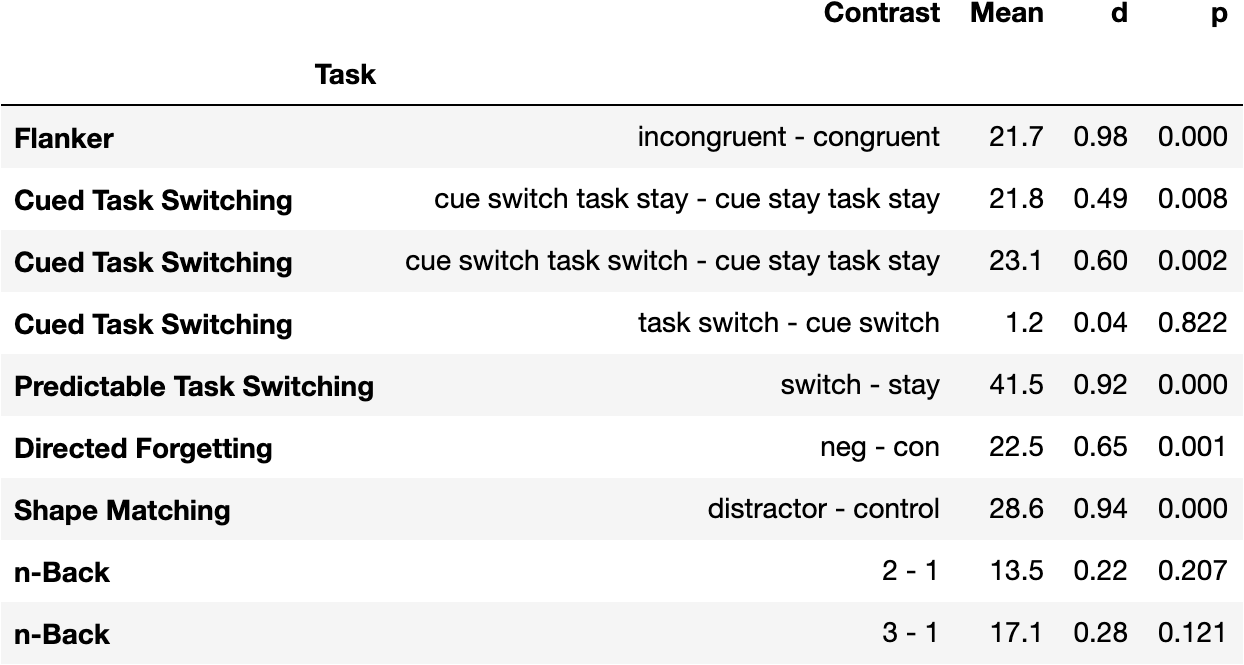 Contrast Mean d p
Task
Flanker incongruent - congruent 21.7 0.98 0.000
Cued Task Switching cue switch task stay - cue stay task stay 21.8 0.49 0.008
Cued Task Switching cue switch task switch - cue stay task stay 23.1 0.60 0.002
Cued Task Switching task switch - cue switch 1.2 0.04 0.822
Predictable Task Switching switch - stay 41.5 0.92 0.000
Directed Forgetting neg - con 22.5 0.65 0.001
Shape Matching distractor - control 28.6 0.94 0.000
n-Back 2 - 1 13.5 0.22 0.207
n-Back 3 - 1 17.1 0.28 0.121